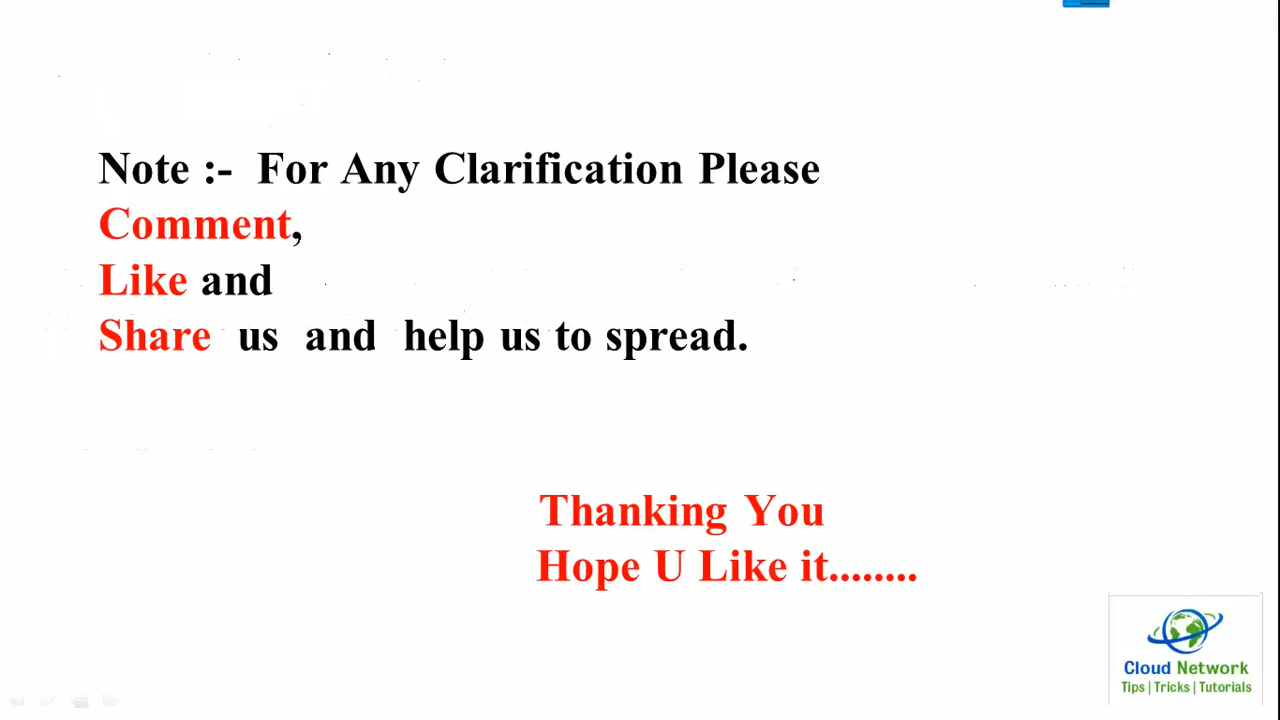 Note :- For Any Clarification Please
Comment,
Like and
Share us and help us to spread.
Thanking You
Hope U Like it........
Cloud Network
Tips | Tricks | Tutorials